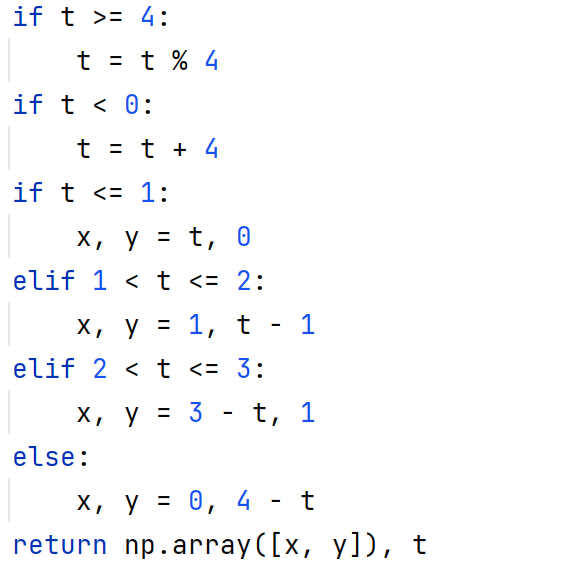 if t >= 4:
    t = t % 4
if t < 0:
    t = t + 4
if t <= 1:
    x, y = t, 0
elif 1 < t <= 2:
    x, y = 1, t - 1
elif 2 < t <= 3:
    x, y = 3 - t, 1
else:
    x, y = 0, 4 - t
return np.array([x, y]), t